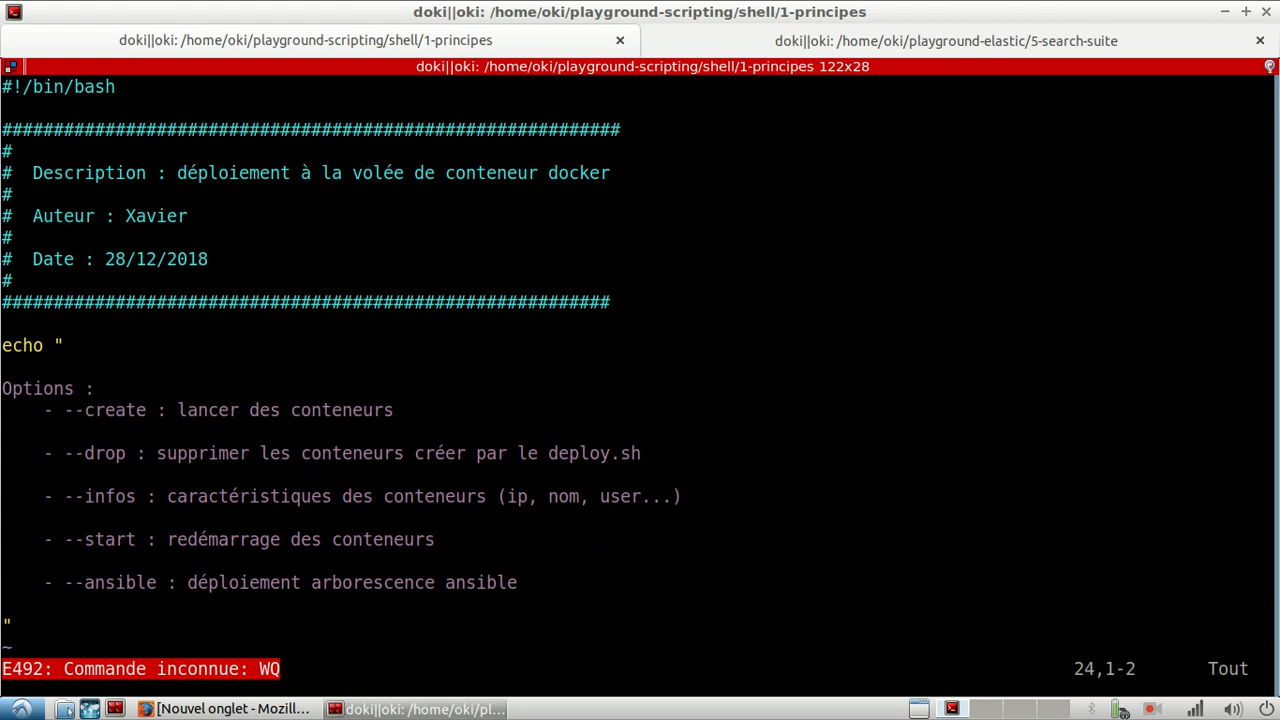 doki||oki: /home/oki/playground-scripting/shell/1-principes
doki||oki: /home/oki/playground-scripting/shell/1-principes
doki||oki: /home/oki/playground-elastic/5-search-suite
doki||oki: /home/oki/playground-scripting/shell/1-principes 122x28
#!/bin/bash
############################################################
#
#  Description : déploiement à la volée de conteneur docker
#
#  Auteur : Xavier
#
#  Date : 28/12/2018
#
###########################################################
echo "
Options :
    - --create : lancer des conteneurs
    - --drop : supprimer les conteneurs créer par le deploy.sh
    - --infos : caractéristiques des conteneurs (ip, nom, user...)
    - --start : redémarrage des conteneurs
    - --ansible : déploiement arborescence ansible
"
~
E492: Commande inconnue: WQ
24,1-2
Tout
[Nouvel onglet - Mozill...
doki||oki: /home/oki/pl...